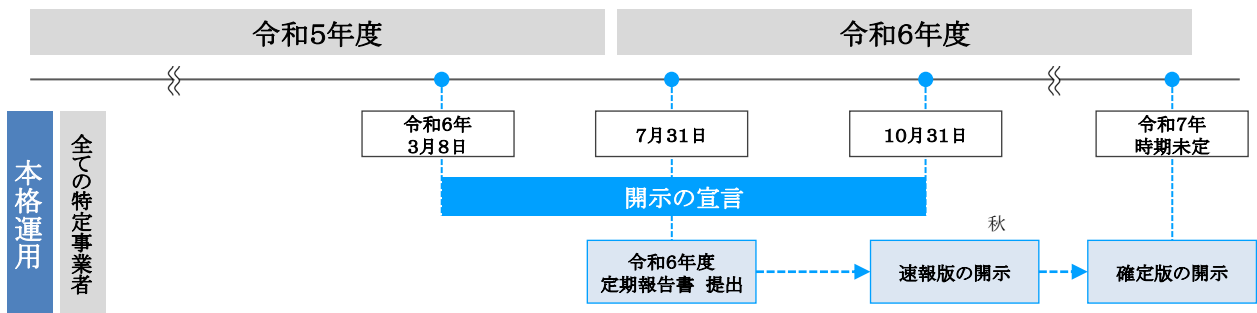 令和5年度
令和6年度
令和6年
3月8日
7月31日
10月31日
令和7年
時期未定
本格運用
全ての特定事業者
開示の宣言
秋
令和6年度
定期報告書 提出
速報版の開示
確定版の開示